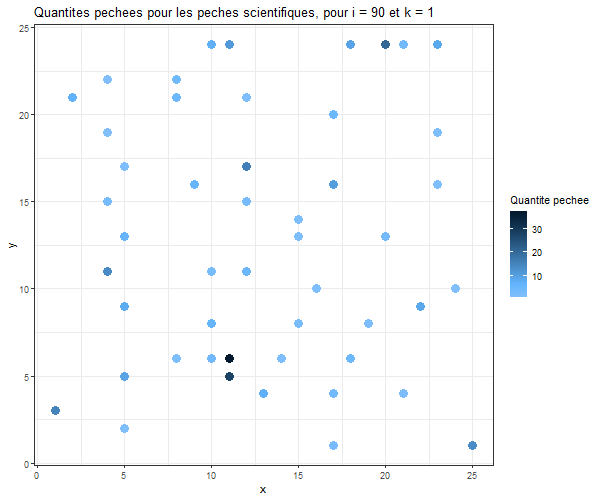 Quantites pechees pour les peches scientifiques, pour i = 90 et k = 1
25
20
15
10
5
0
y
0 5 10 15 20 25
x
Quantite pechee
30
20
10